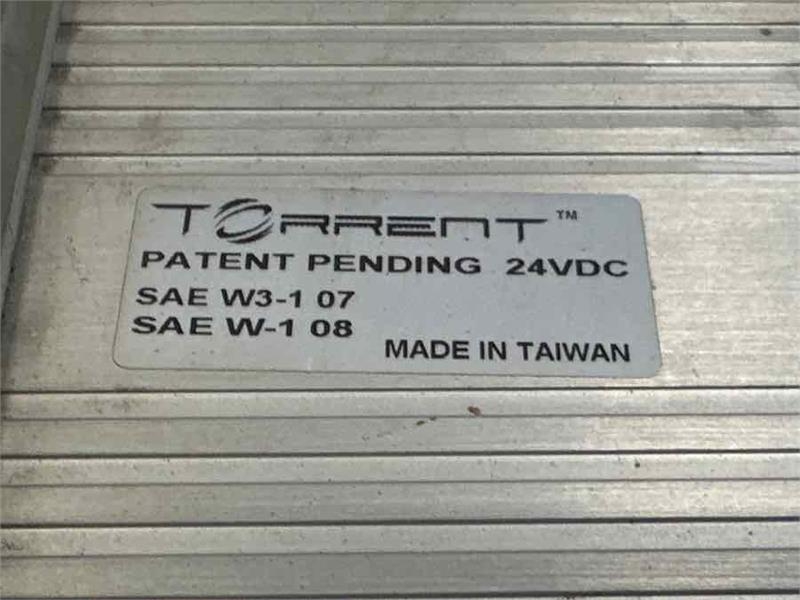 TORRENT™
PATENT PENDING 24VDC
SAE W3-1 07
SAE W-1 08
MADE IN TAIWAN